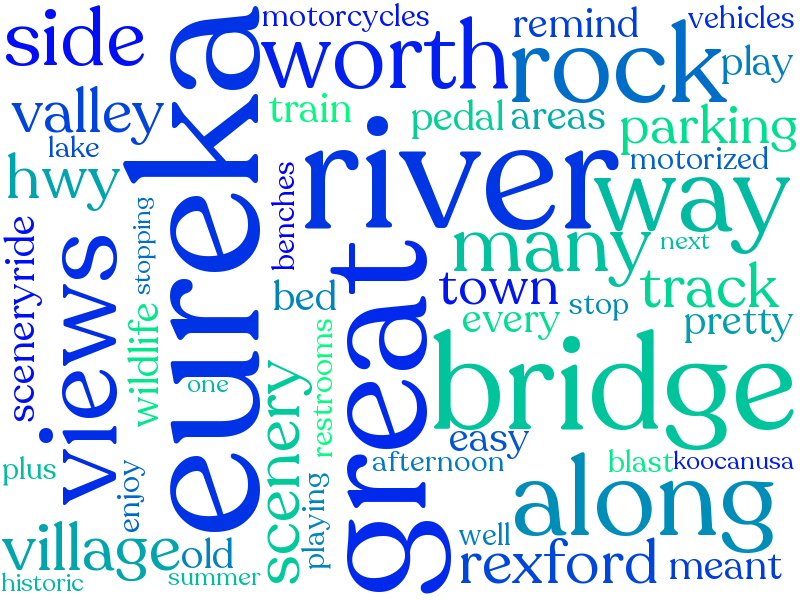 side
motorcycles
worth
remind
vehicles
rock
play
valley
eureka
train
pedal
areas
parking
lake
motorized
hwy
river
way
benches
stopping
sceneryride
views
many
next
great
town
track
bed
stop
every
pretty
wildlife
restrooms
bridge
one
scenery
easy
afternoon
blast
koocanusa
plus
enjoy
playing
along
village
old
well
rexford
meant
historic
summer